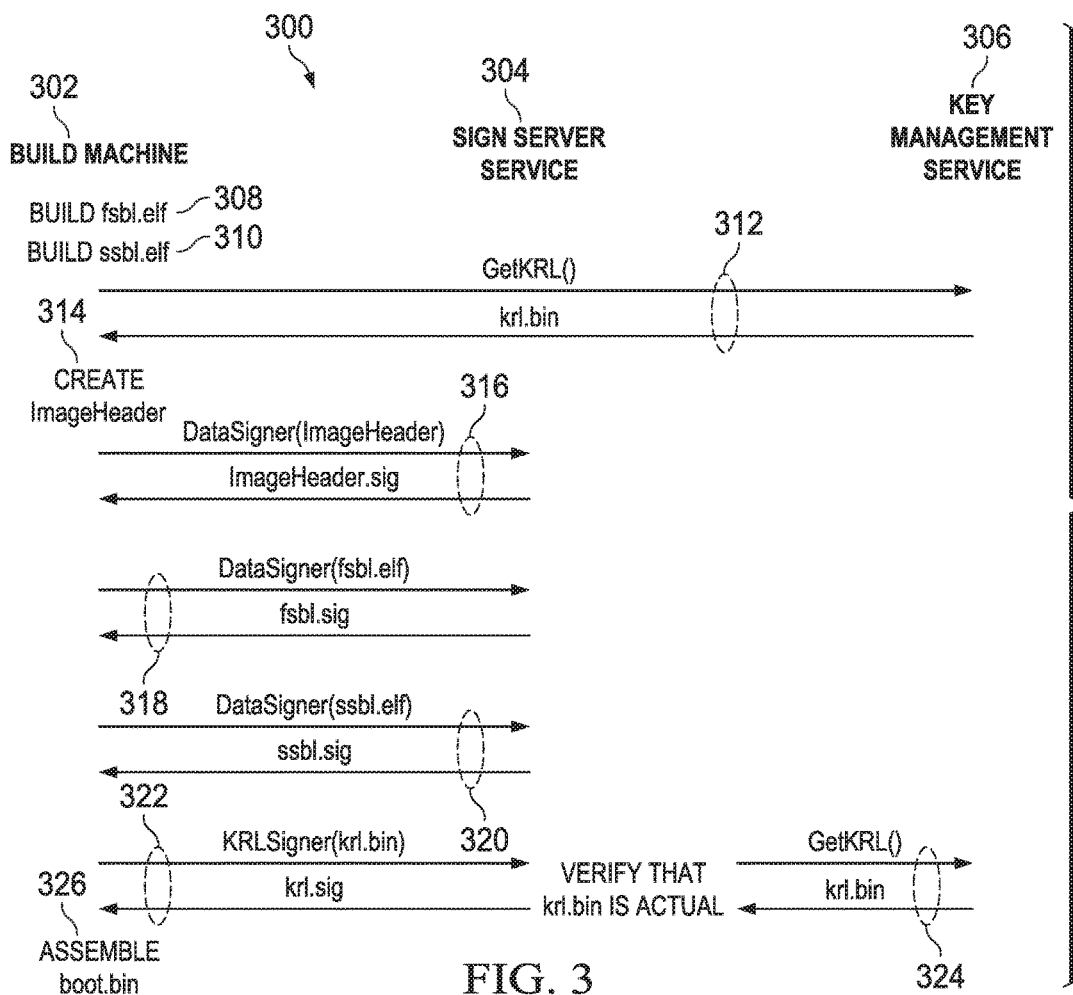 300
302
304
306
BUILD MACHINE
SIGN SERVER
SERVICE
KEY
MANAGEMENT
SERVICE
BUILD fsbl.elf
308
BUILD ssbl.elf
310
312
GetKRL()
krl.bin
314
CREATE
ImageHeader
316
DataSigner(ImageHeader)
ImageHeader.sig
DataSigner(fsbl.elf)
fsbl.sig
318
DataSigner(ssbl.elf)
ssbl.sig
320
322
KRLSigner(krl.bin)
krl.sig
VERIFY THAT
krl.bin IS ACTUAL
GetKRL()
krl.bin
324
326
ASSEMBLE
boot.bin
FIG. 3